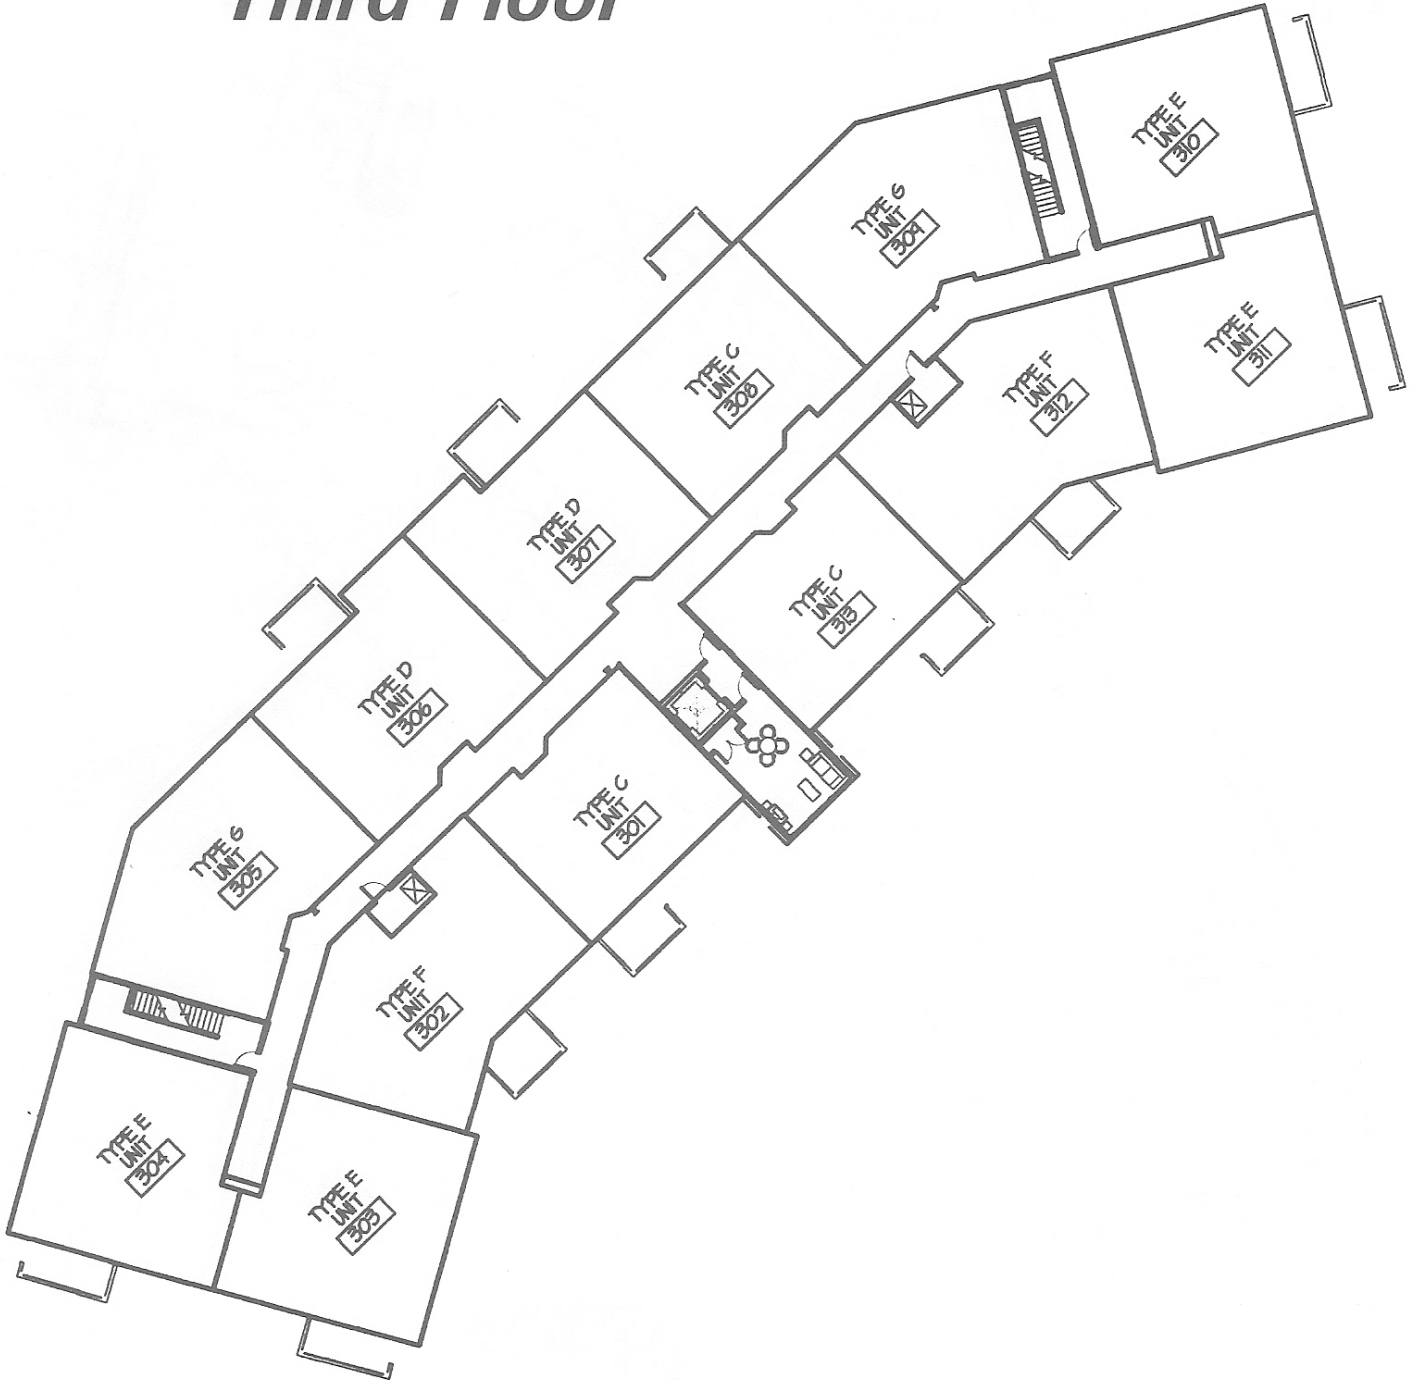 Third Floor
TYPE E
UNIT
310
TYPE G
UNIT
309
TYPE E
UNIT
311
TYPE C
UNIT
308
TYPE F
UNIT
312
TYPE D
UNIT
307
TYPE C
UNIT
313
TYPE D
UNIT
306
TYPE C
UNIT
301
TYPE G
UNIT
305
TYPE F
UNIT
302
TYPE E
UNIT
304
TYPE E
UNIT
303